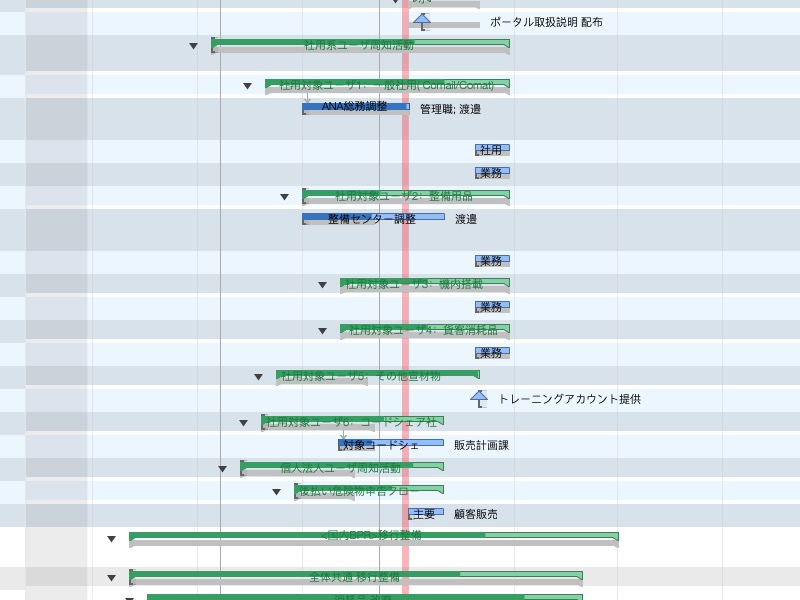 ポータル取扱説明 配布
社用系ユーザ周知活動
社用対象ユーザ1: 一般社用( Comail/Comat)
ANA総務調整 管理職; 渡邉
社用
業務
社用対象ユーザ2: 整備用品
整備センター調整 渡邉
業務
社用対象ユーザ3: 機内搭載
業務
社用対象ユーザ4: 貨客消耗品
業務
社用対象ユーザ5: その他宣材物
トレーニングアカウント提供
社用対象ユーザ6: コードシェア社
対象コードシェ 販売計画課
個人法人ユーザ周知活動
後払い危険物申告フロー
主要 顧客販売
<国内BPR>移行整備
全体共通 移行整備